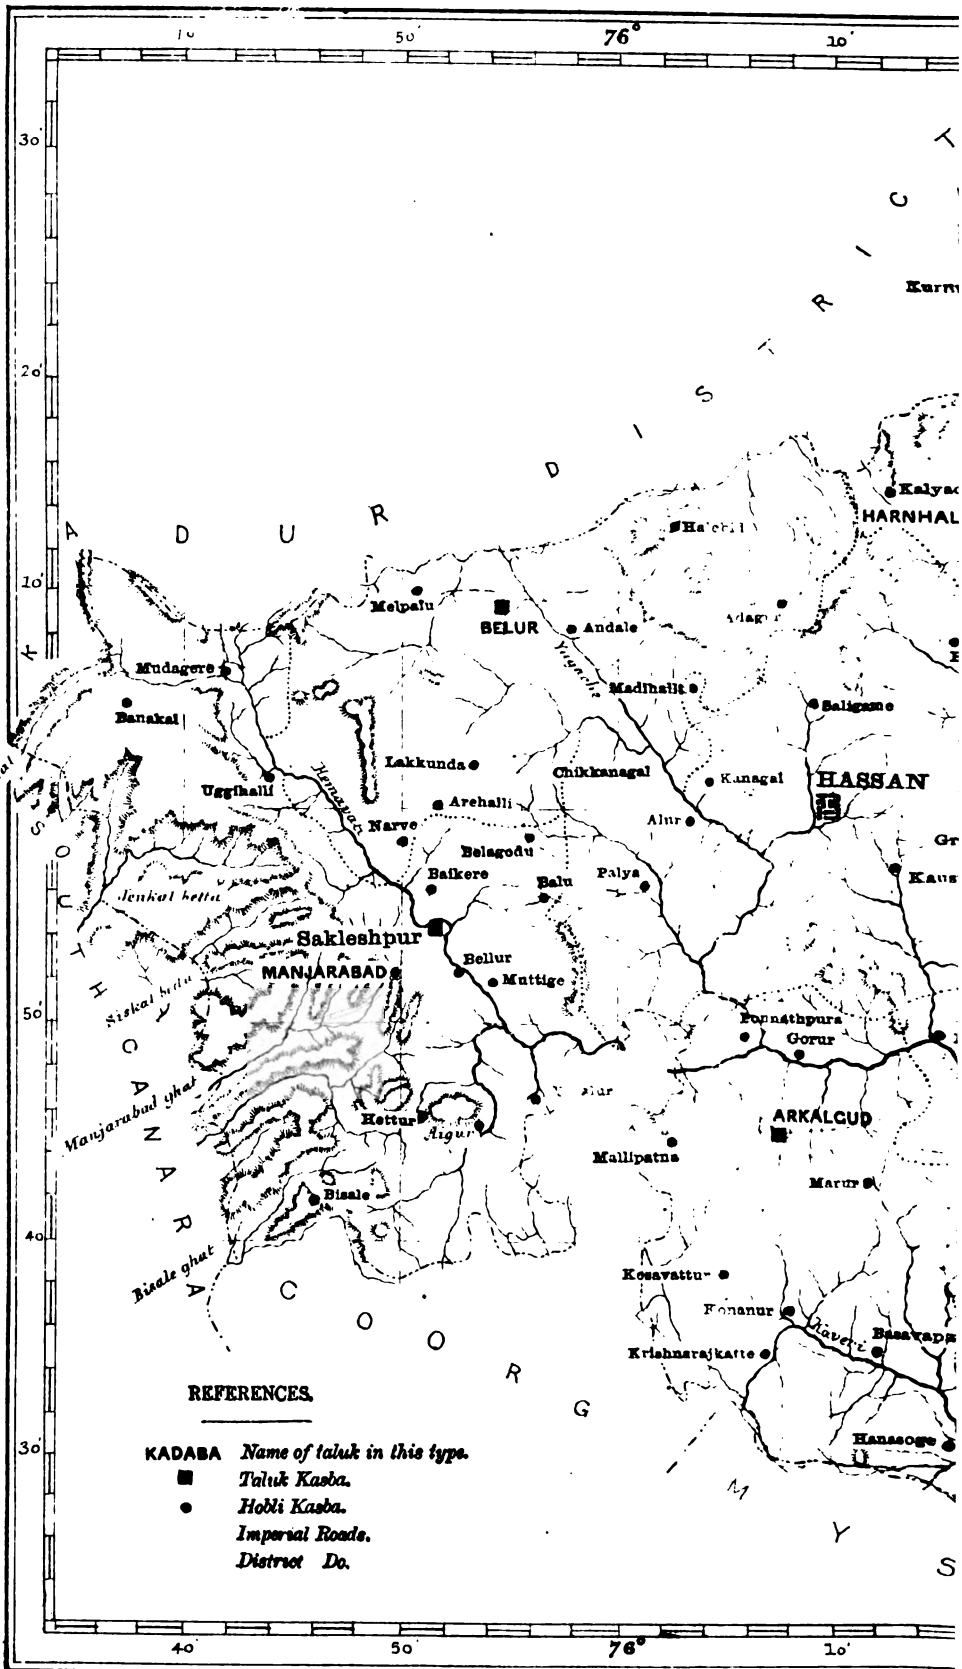 50'
76°
10'
30'
DISTRICT
20'
KADUR
Kalyad
HARNHAL
10'
Melpalu
BELUR
Andale
Yagache
Mudagere
Madihalli
Banakal
Saligame
Lakkunda
Chikkanagal
Kanagal
HASSAN
Uggihalli
Hemavati
Arehalli
Narve
Alur
Belagodu
Baikere
Balu
Palya
Kaus
Jenkal betta
Sakleshpur
MANJARABAD
Bellur
Muttige
Siskal betta
50'
Ponnathpura
Gorur
SOUTH CANARA
Manjarabad ghat
Hettur
Aigur
ARKALGUD
Mallipatna
Marur
Bisale
40'
Bisale ghat
COORG
Kesavattur
Konanur
Kaveri
Basavapa
Krishnarajkatte
REFERENCES.
30'
Hanasoge
KADABA Name of taluk in this type.
Taluk Kasba.
Hobli Kasba.
Imperial Roads.
District Do.
MYS
40'
50'
76°
10'